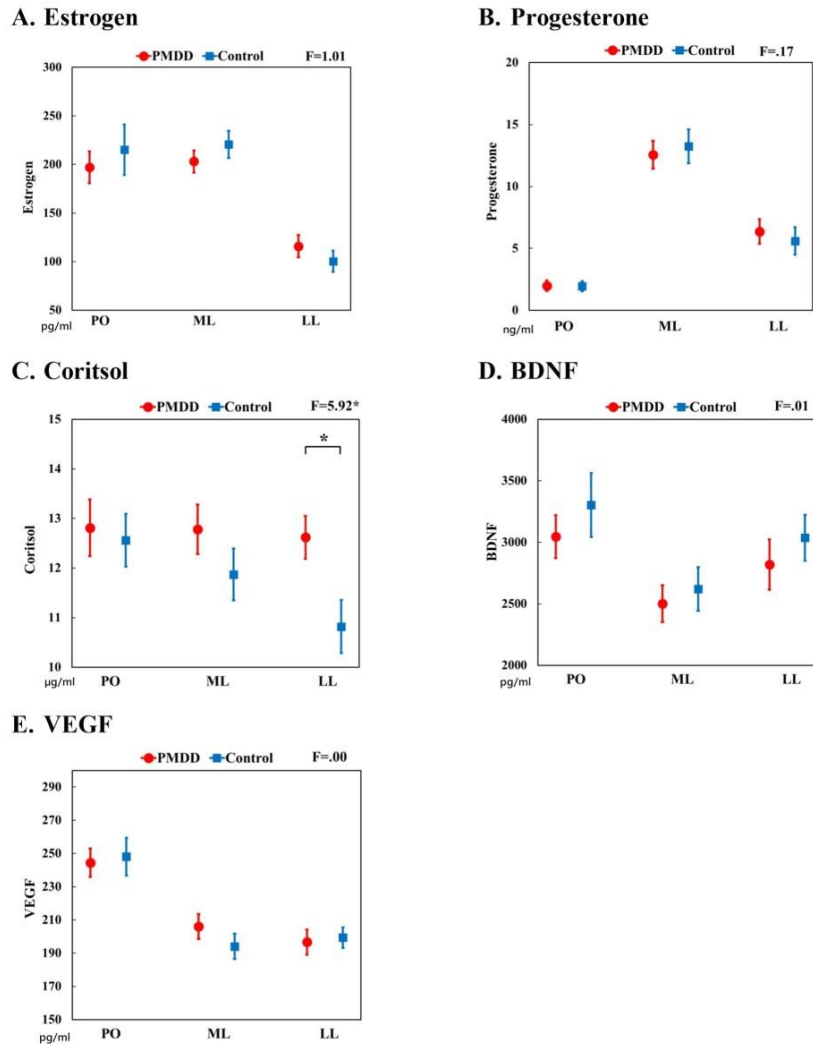 A. Estrogen
PMDD Control F=1.01
300
250
200
150
100
50
Estrogen
pg/ml
PO ML LL
B. Progesterone
PMDD Control F=.17
20
15
10
5
0
Progesterone
ng/ml
PO ML LL
C. Coritsol
PMDD Control F=5.92*
*
15
14
13
12
11
10
Coritsol
μg/ml
PO ML LL
D. BDNF
PMDD Control F=.01
4000
3500
3000
2500
2000
BDNF
pg/ml
PO ML LL
E. VEGF
PMDD Control F=.00
290
270
250
230
210
190
170
150
VEGF
pg/ml
PO ML LL